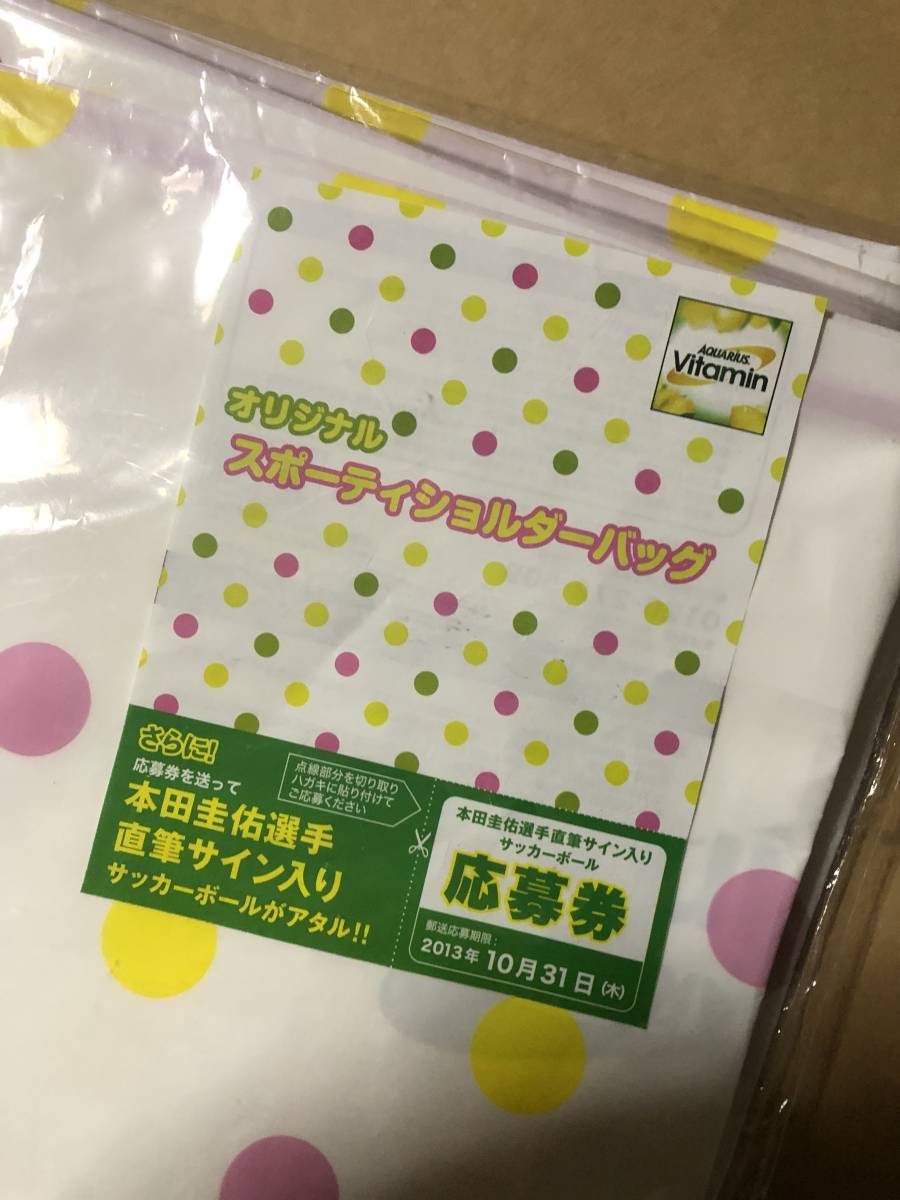 AQUARIUS
Vitamin
オリジナル
スポーティショルダーバッグ
さらに!
応募券を送って
本田圭佑選手
直筆サイン入り
サッカーボールがアタル!!
点線部分を切り取り
ハガキに貼り付けて
ご応募ください
本田圭佑選手直筆サイン入り
サッカーボール
応募券
郵送応募期限:
2013年 10月31日(木)